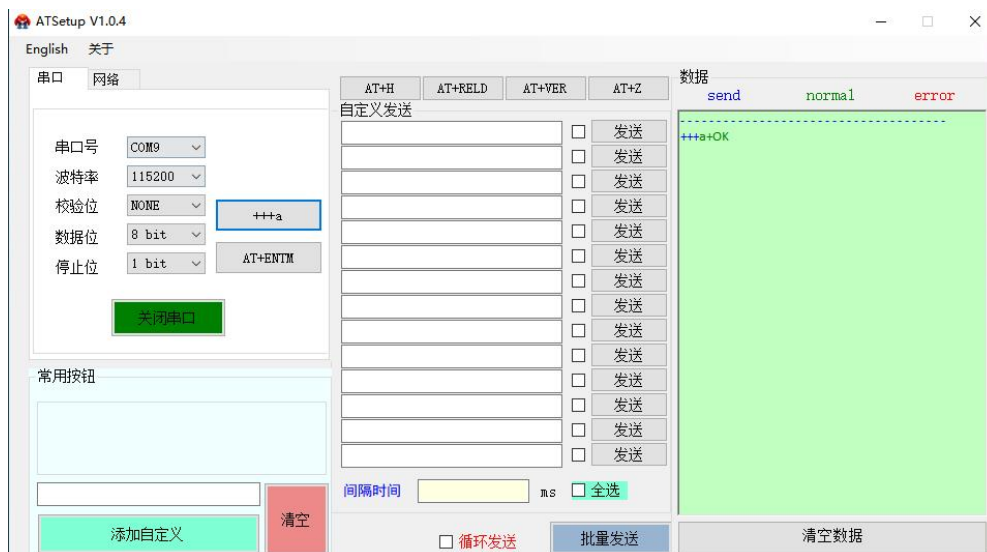 ATSetup V1.0.4
English 关于
串口 网络
串口号 COM9
波特率 115200
校验位 NONE
数据位 8 bit
停止位 1 bit
+++a
AT+ENTM
关闭串口
常用按钮
添加自定义
清空
AT+H AT+RELD AT+VER AT+Z
自定义发送
发送
发送
发送
发送
发送
发送
发送
发送
发送
发送
发送
发送
发送
发送
间隔时间 ms 全选
循环发送 批量发送
数据
send normal error
------------------------------------
+++a+OK
清空数据